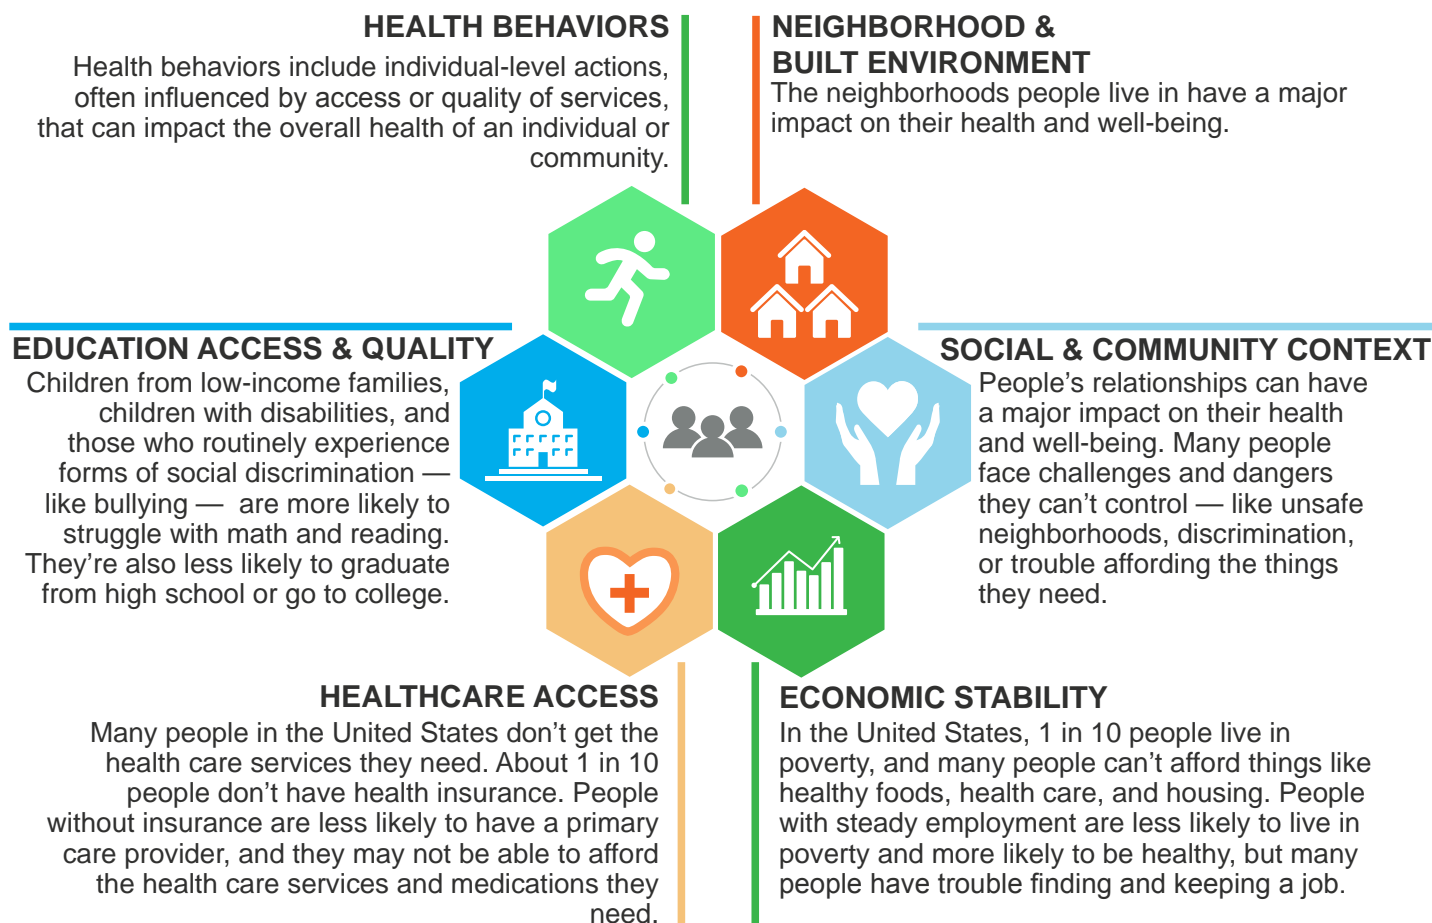 HEALTH BEHAVIORS
Health behaviors include individual-level actions,
often influenced by access or quality of services,
that can impact the overall health of an individual or
community.
NEIGHBORHOOD &
BUILT ENVIRONMENT
The neighborhoods people live in have a major
impact on their health and well-being.
EDUCATION ACCESS & QUALITY
Children from low-income families,
children with disabilities, and
those who routinely experience
forms of social discrimination —
like bullying —  are more likely to
struggle with math and reading.
They’re also less likely to graduate
from high school or go to college.
SOCIAL & COMMUNITY CONTEXT
People’s relationships can have
a major impact on their health
and well-being. Many people
face challenges and dangers
they can’t control — like unsafe
neighborhoods, discrimination,
or trouble affording the things
they need.
HEALTHCARE ACCESS
Many people in the United States don’t get the
health care services they need. About 1 in 10
people don’t have health insurance. People
without insurance are less likely to have a primary
care provider, and they may not be able to afford
the health care services and medications they
need.
ECONOMIC STABILITY
In the United States, 1 in 10 people live in
poverty, and many people can’t afford things like
healthy foods, health care, and housing. People
with steady employment are less likely to live in
poverty and more likely to be healthy, but many
people have trouble finding and keeping a job.